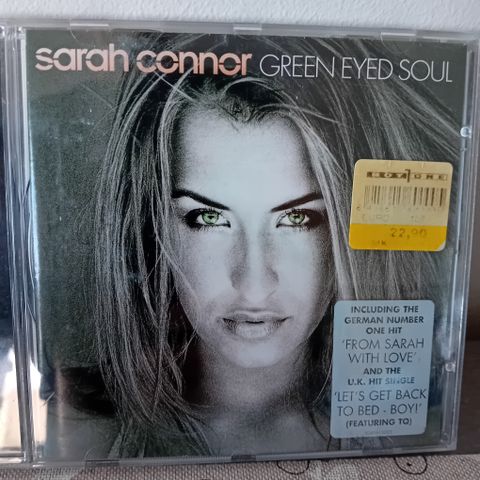 sarah connor GREEN EYED SOUL
22,90
INCLUDING THE
GERMAN NUMBER
ONE HIT
'FROM SARAH
WITH LOVE'
AND THE
U.K. HIT SINGLE
'LET'S GET BACK
TO BED - BOY!'
(FEATURING TQ)